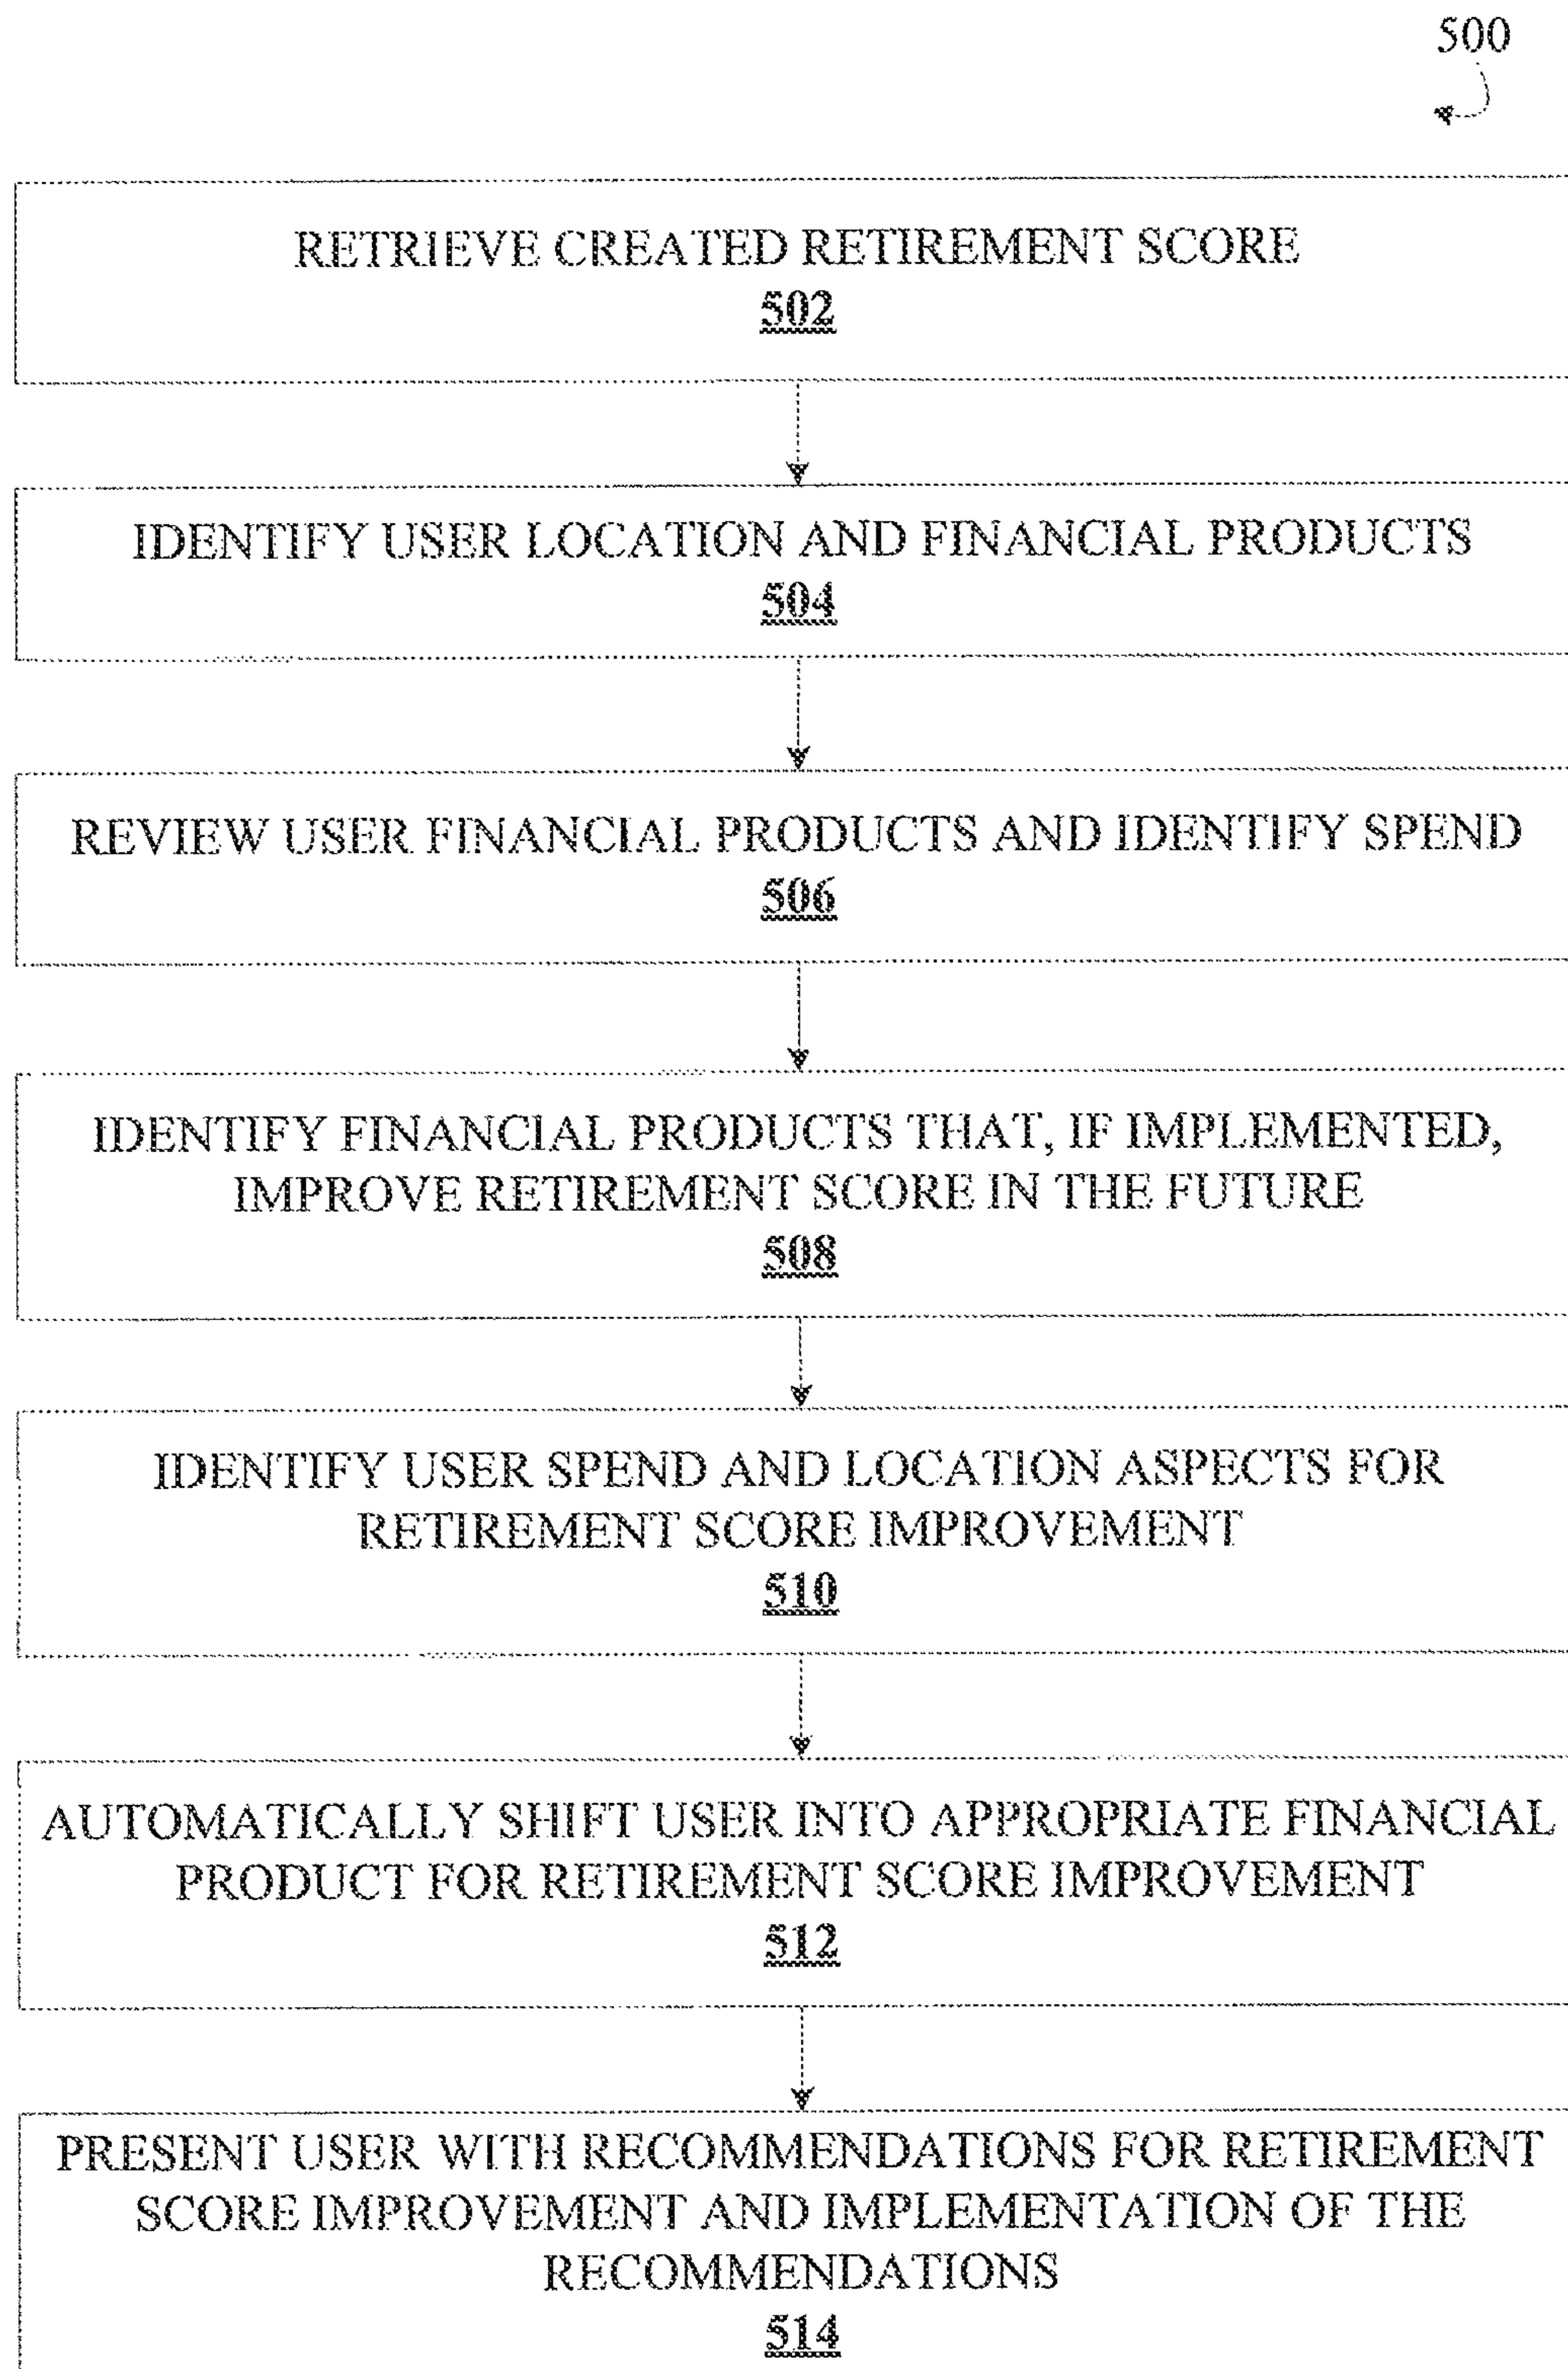 500
RETRIEVE CREATED RETIREMENT SCORE
502
IDENTIFY USER LOCATION AND FINANCIAL PRODUCTS
504
REVIEW USER FINANCIAL PRODUCTS AND IDENTIFY SPEND
506
IDENTIFY FINANCIAL PRODUCTS THAT, IF IMPLEMENTED,
IMPROVE RETIREMENT SCORE IN THE FUTURE
508
IDENTIFY USER SPEND AND LOCATION ASPECTS FOR
RETIREMENT SCORE IMPROVEMENT
510
AUTOMATICALLY SHIFT USER INTO APPROPRIATE FINANCIAL
PRODUCT FOR RETIREMENT SCORE IMPROVEMENT
512
PRESENT USER WITH RECOMMENDATIONS FOR RETIREMENT
SCORE IMPROVEMENT AND IMPLEMENTATION OF THE
RECOMMENDATIONS
514